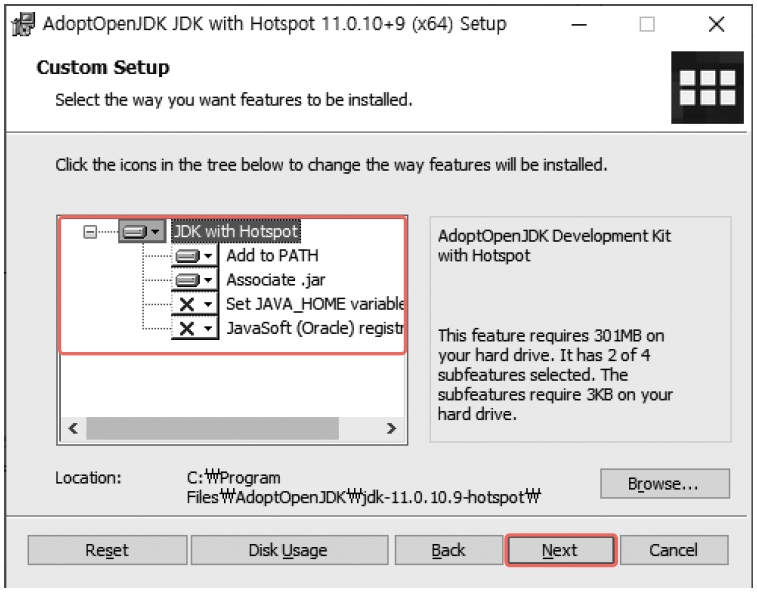 AdoptOpenJDK JDK with Hotspot 11.0.10+9 (x64) Setup
Custom Setup
Select the way you want features to be installed.
Click the icons in the tree below to change the way features will be installed.
JDK with Hotspot
Add to PATH
Associate .jar
Set JAVA_HOME variable
JavaSoft (Oracle) registr
AdoptOpenJDK Development Kit
with Hotspot
This feature requires 301MB on
your hard drive. It has 2 of 4
subfeatures selected. The
subfeatures require 3KB on your
hard drive.
Location:
C:₩Program
Files₩AdoptOpenJDK₩jdk-11.0.10.9-hotspot₩
Browse...
Reset
Disk Usage
Back
Next
Cancel